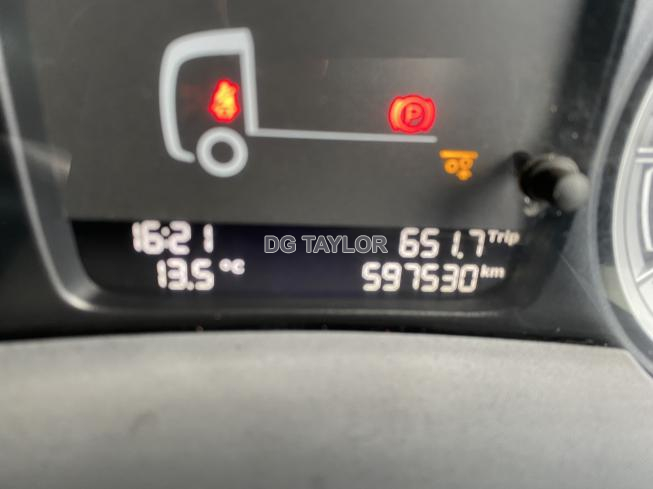 P
16:21 DG TAYLOR 651.7 Trip
13.5 °C 597530 km